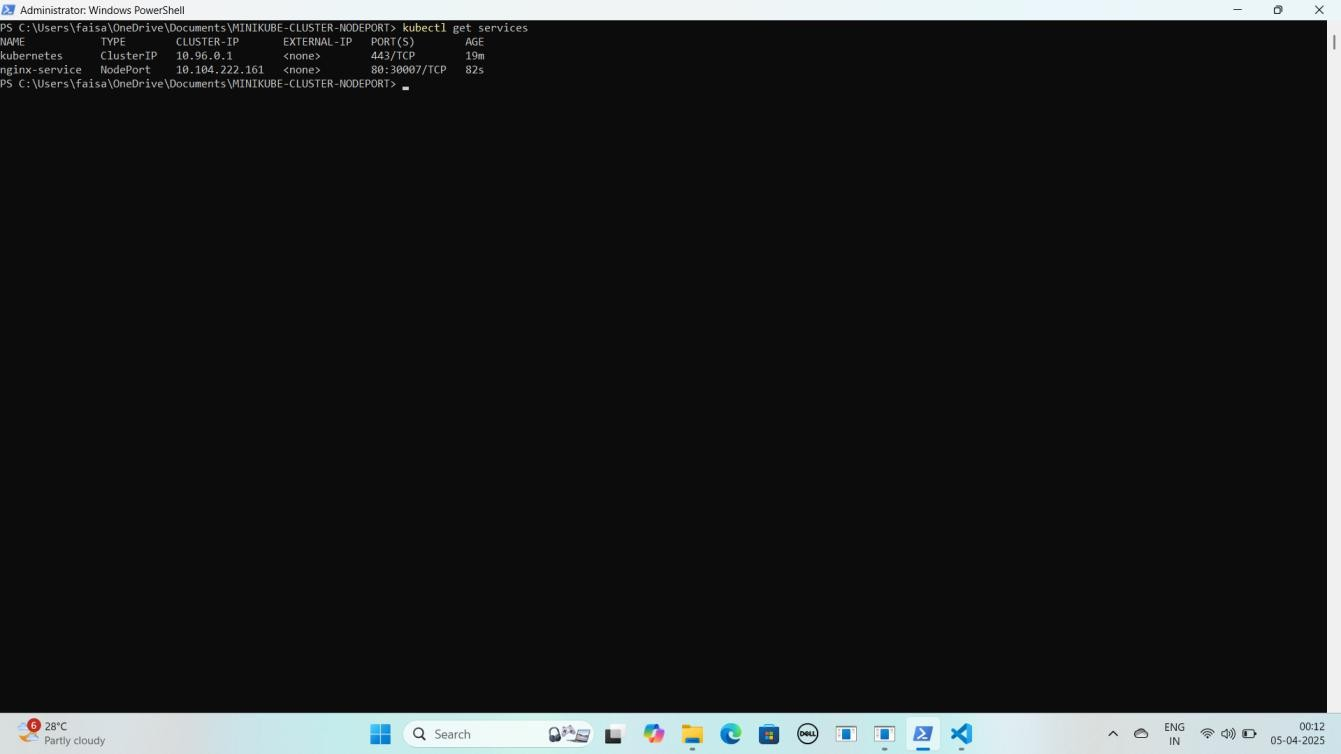 Administrator: Windows PowerShell
PS C:\Users\faisa\OneDrive\Documents\MINIKUBE-CLUSTER-NODEPORT> kubectl get services
NAME TYPE CLUSTER-IP EXTERNAL-IP PORT(S) AGE
kubernetes ClusterIP 10.96.0.1 <none> 443/TCP 19m
nginx-service NodePort 10.104.222.161 <none> 80:30007/TCP 82s
PS C:\Users\faisa\OneDrive\Documents\MINIKUBE-CLUSTER-NODEPORT>
6
28°C
Partly cloudy
Search
DELL
ENG
IN
00:12
05-04-2025